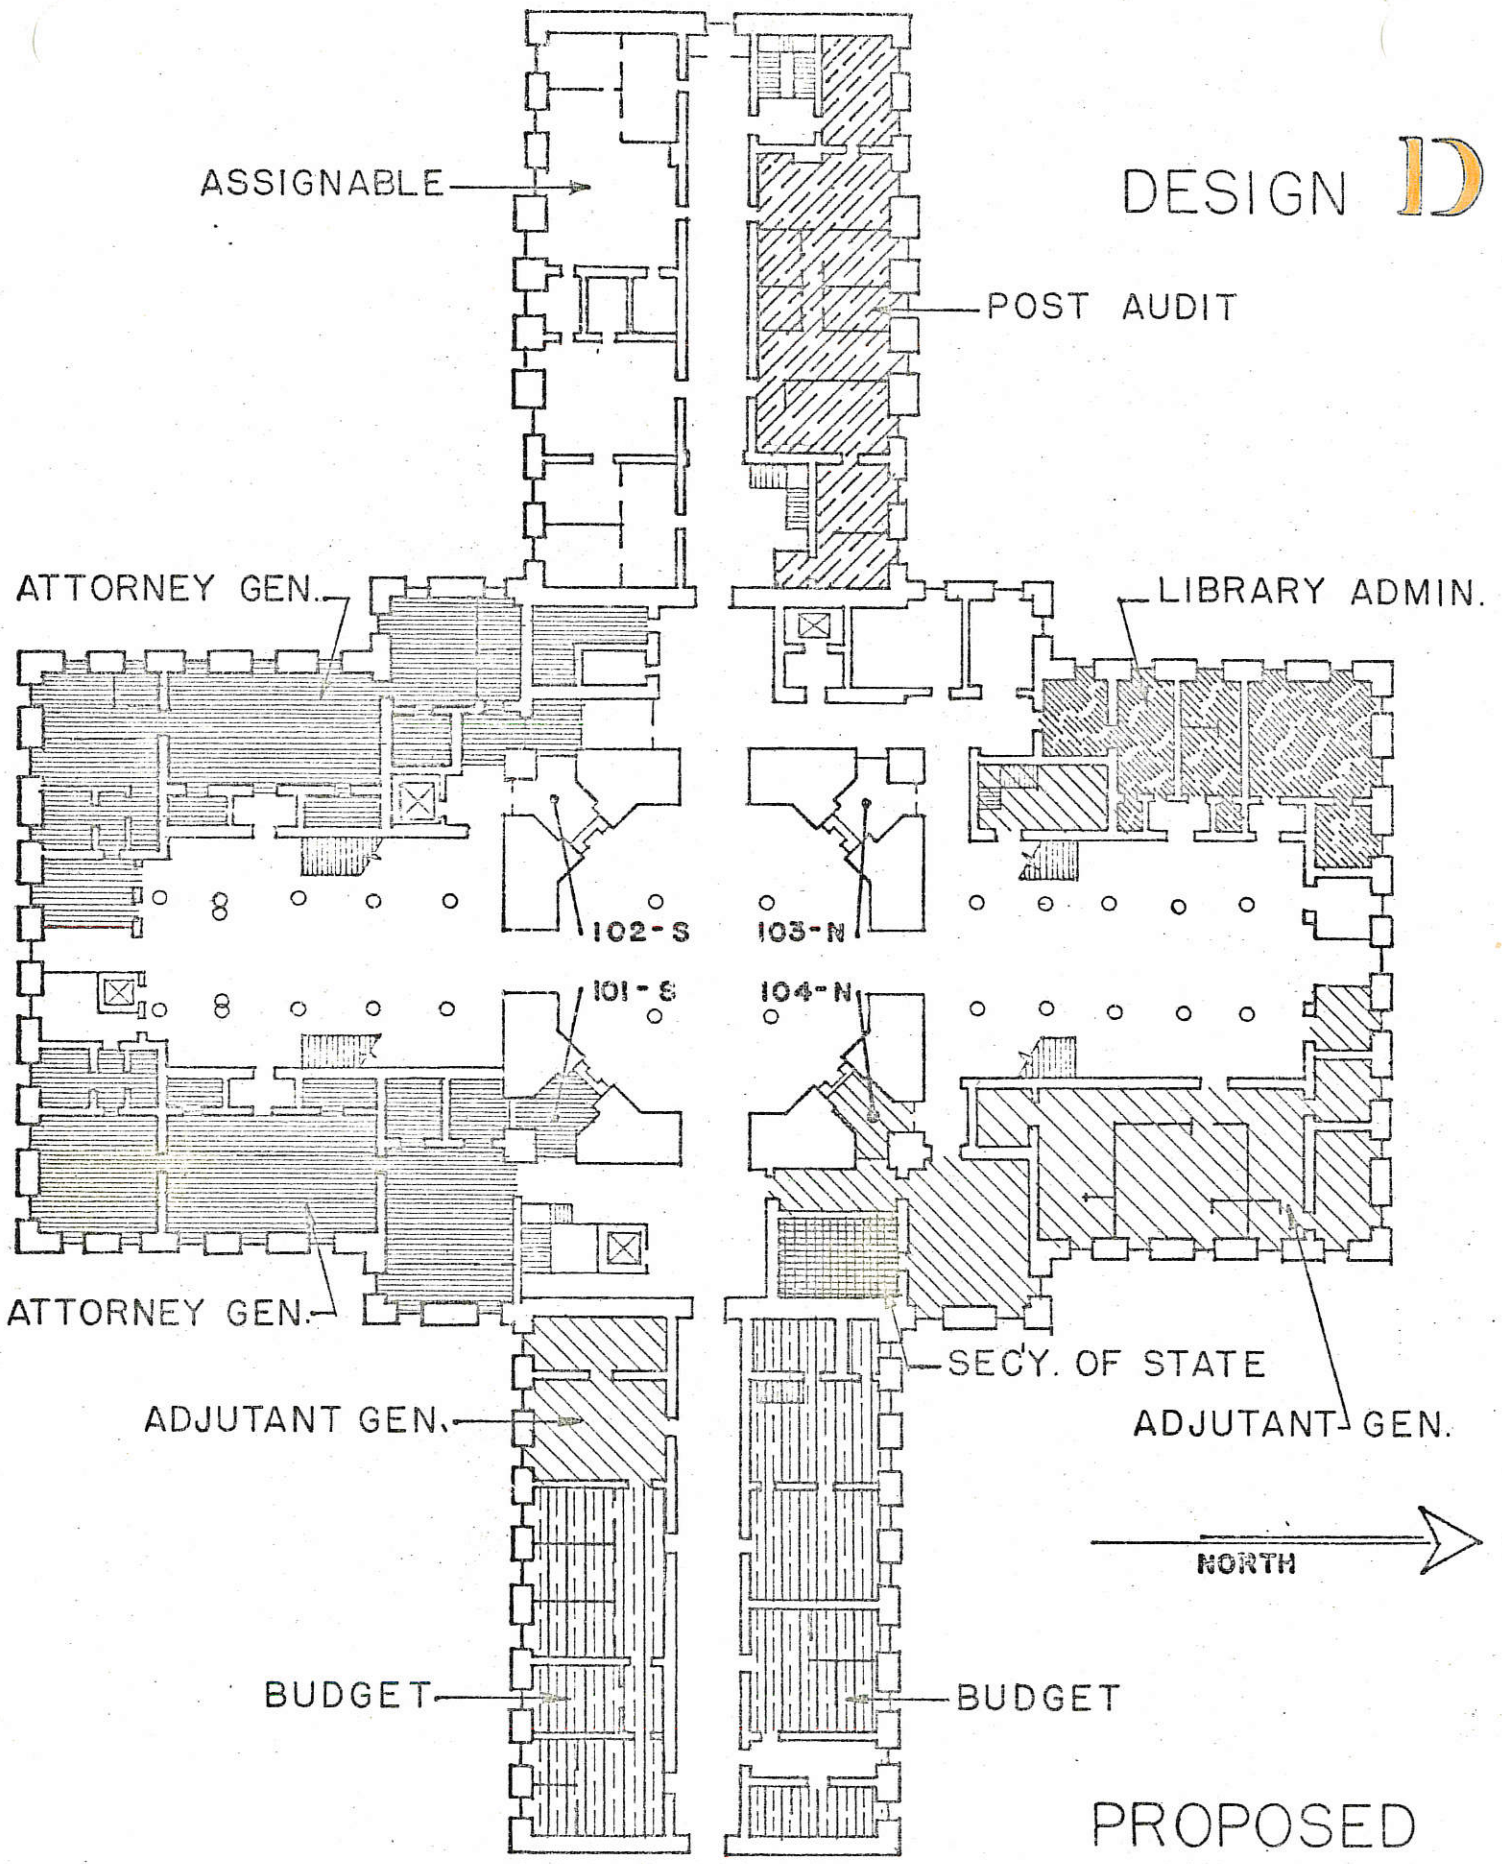 DESIGN D
ASSIGNABLE
POST AUDIT
ATTORNEY GEN.
LIBRARY ADMIN.
102-S
103-N
101-S
104-N
ATTORNEY GEN.
SEC'Y. OF STATE
ADJUTANT GEN.
ADJUTANT GEN.
NORTH
BUDGET
BUDGET
PROPOSED